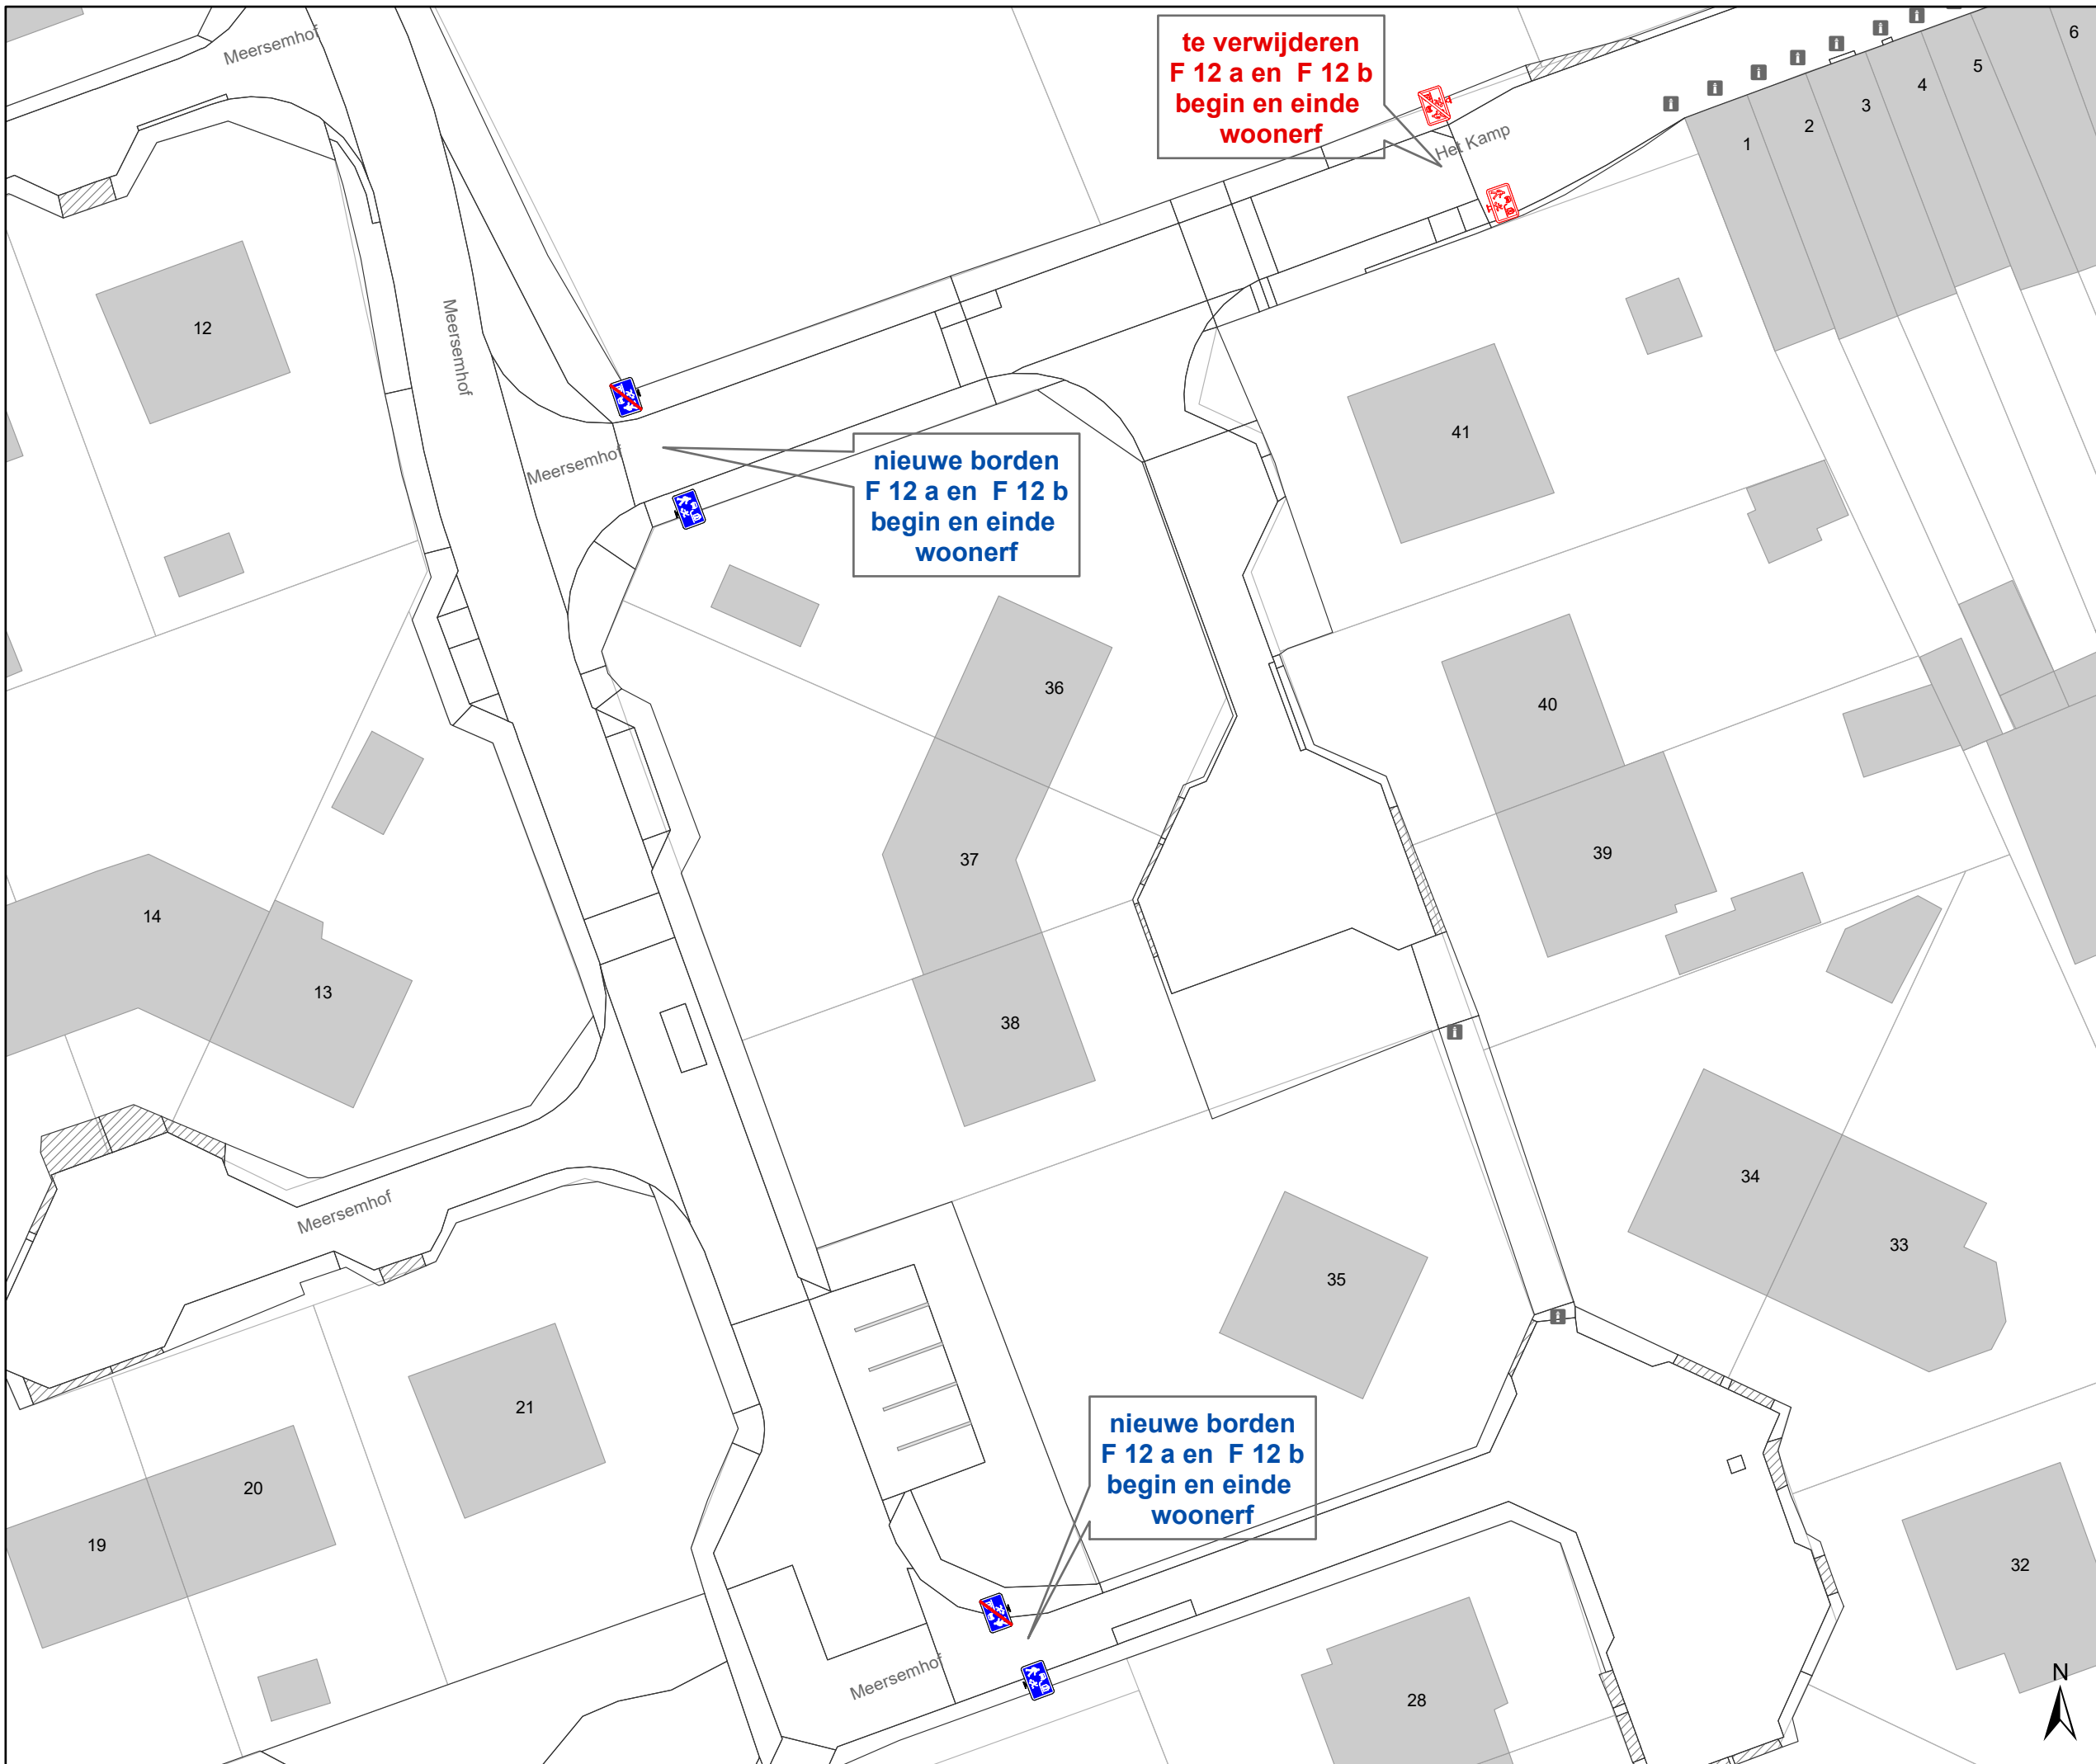 Meersemhof
te verwijderen
F 12 a en F 12 b
begin en einde
woonerf
Het Kamp
1
2
3
4
5
6
12
Meersemhof
Meersemhof
nieuwe borden
F 12 a en F 12 b
begin en einde
woonerf
41
36
40
37
39
14
13
38
34
33
Meersemhof
35
21
20
19
nieuwe borden
F 12 a en F 12 b
begin en einde
woonerf
32
Meersemhof
28
N